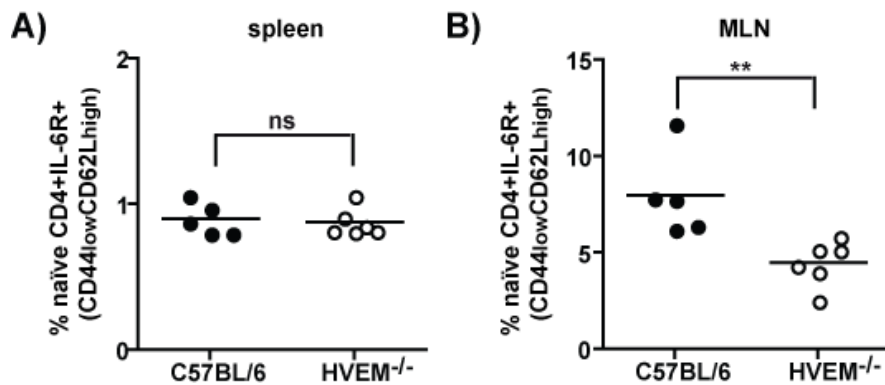 A)
spleen
% naïve CD4+IL-6R+
(CD44lowCD62Lhigh)
2
1
0
ns
C57BL/6
HVEM-/-
B)
MLN
% naïve CD4+IL-6R+
(CD44lowCD62Lhigh)
15
10
5
0
**
C57BL/6
HVEM-/-